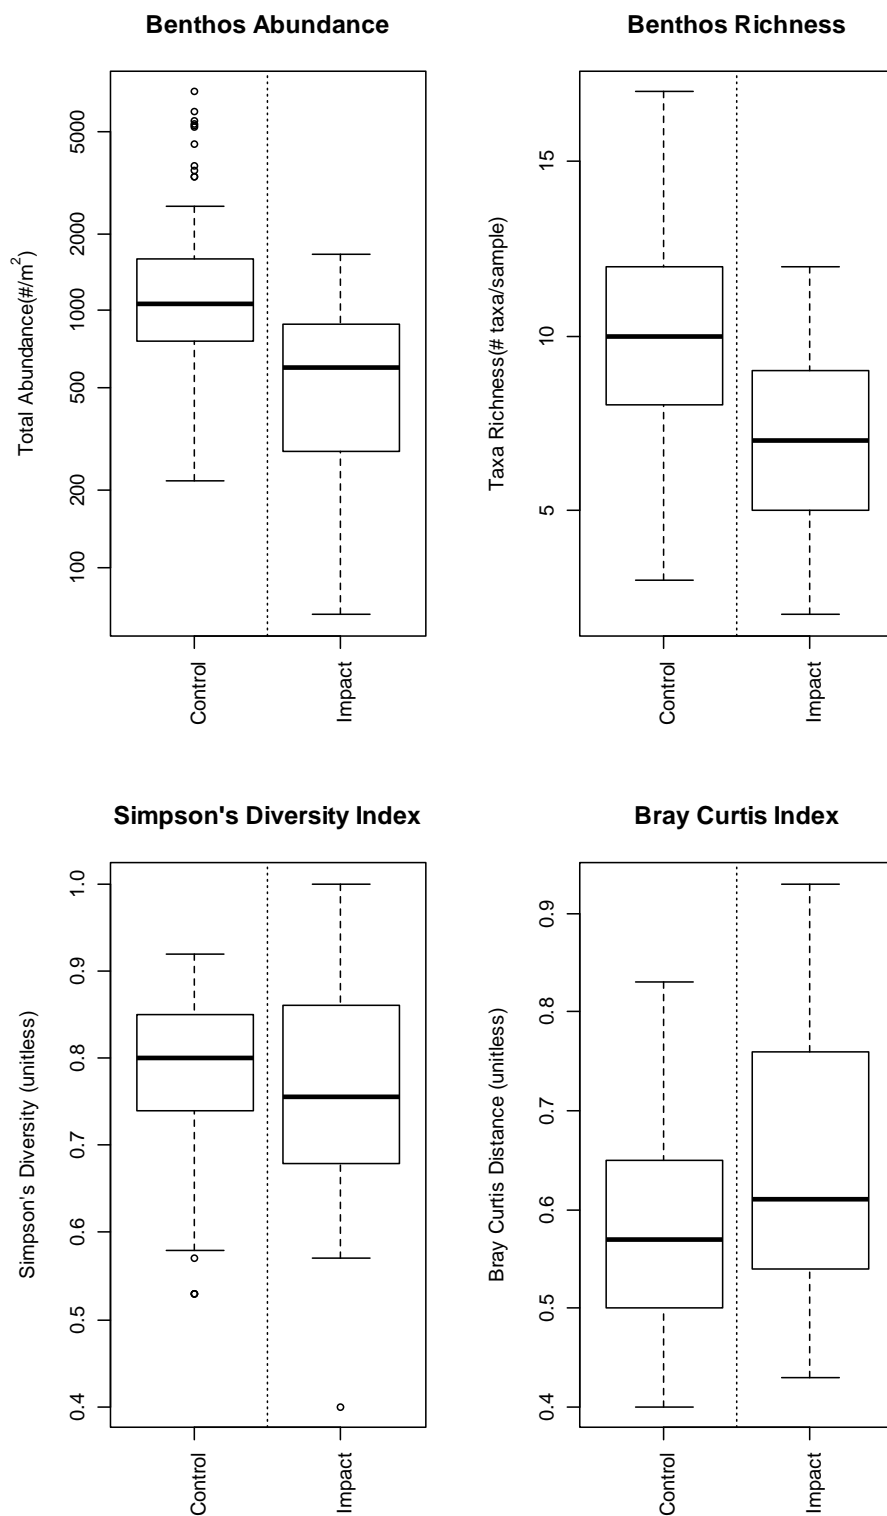 Benthos Abundance
Total Abundance(#/m²)
5000
2000
1000
500
200
100
Control
Impact
Benthos Richness
Taxa Richness(# taxa/sample)
15
10
5
Control
Impact
Simpson's Diversity Index
Simpson's Diversity (unitless)
1.0
0.9
0.8
0.7
0.6
0.5
0.4
Control
Impact
Bray Curtis Index
Bray Curtis Distance (unitless)
0.9
0.8
0.7
0.6
0.5
0.4
Control
Impact